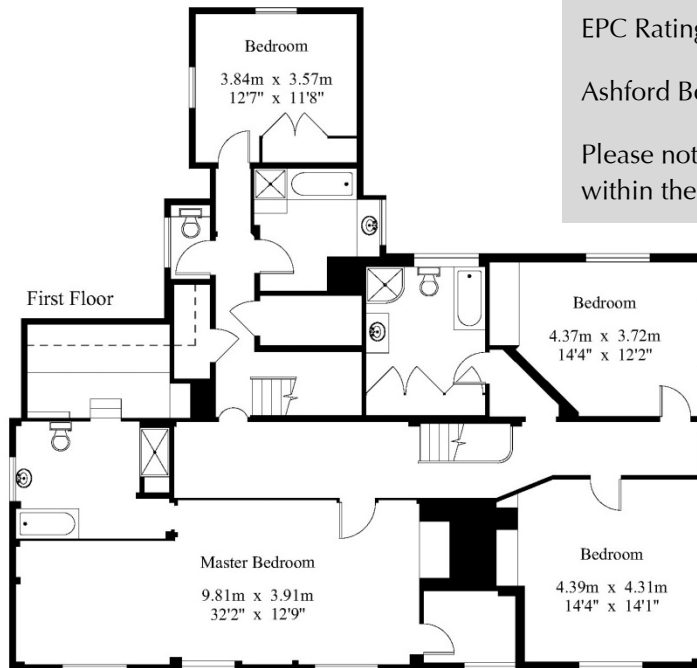 Bedroom
3.84m x 3.57m
12'7" x 11'8"
EPC Rating
Ashford Bo
Please not
within the
First Floor
Bedroom
4.37m x 3.72m
14'4" x 12'2"
Master Bedroom
9.81m x 3.91m
32'2" x 12'9"
Bedroom
4.39m x 4.31m
14'4" x 14'1"